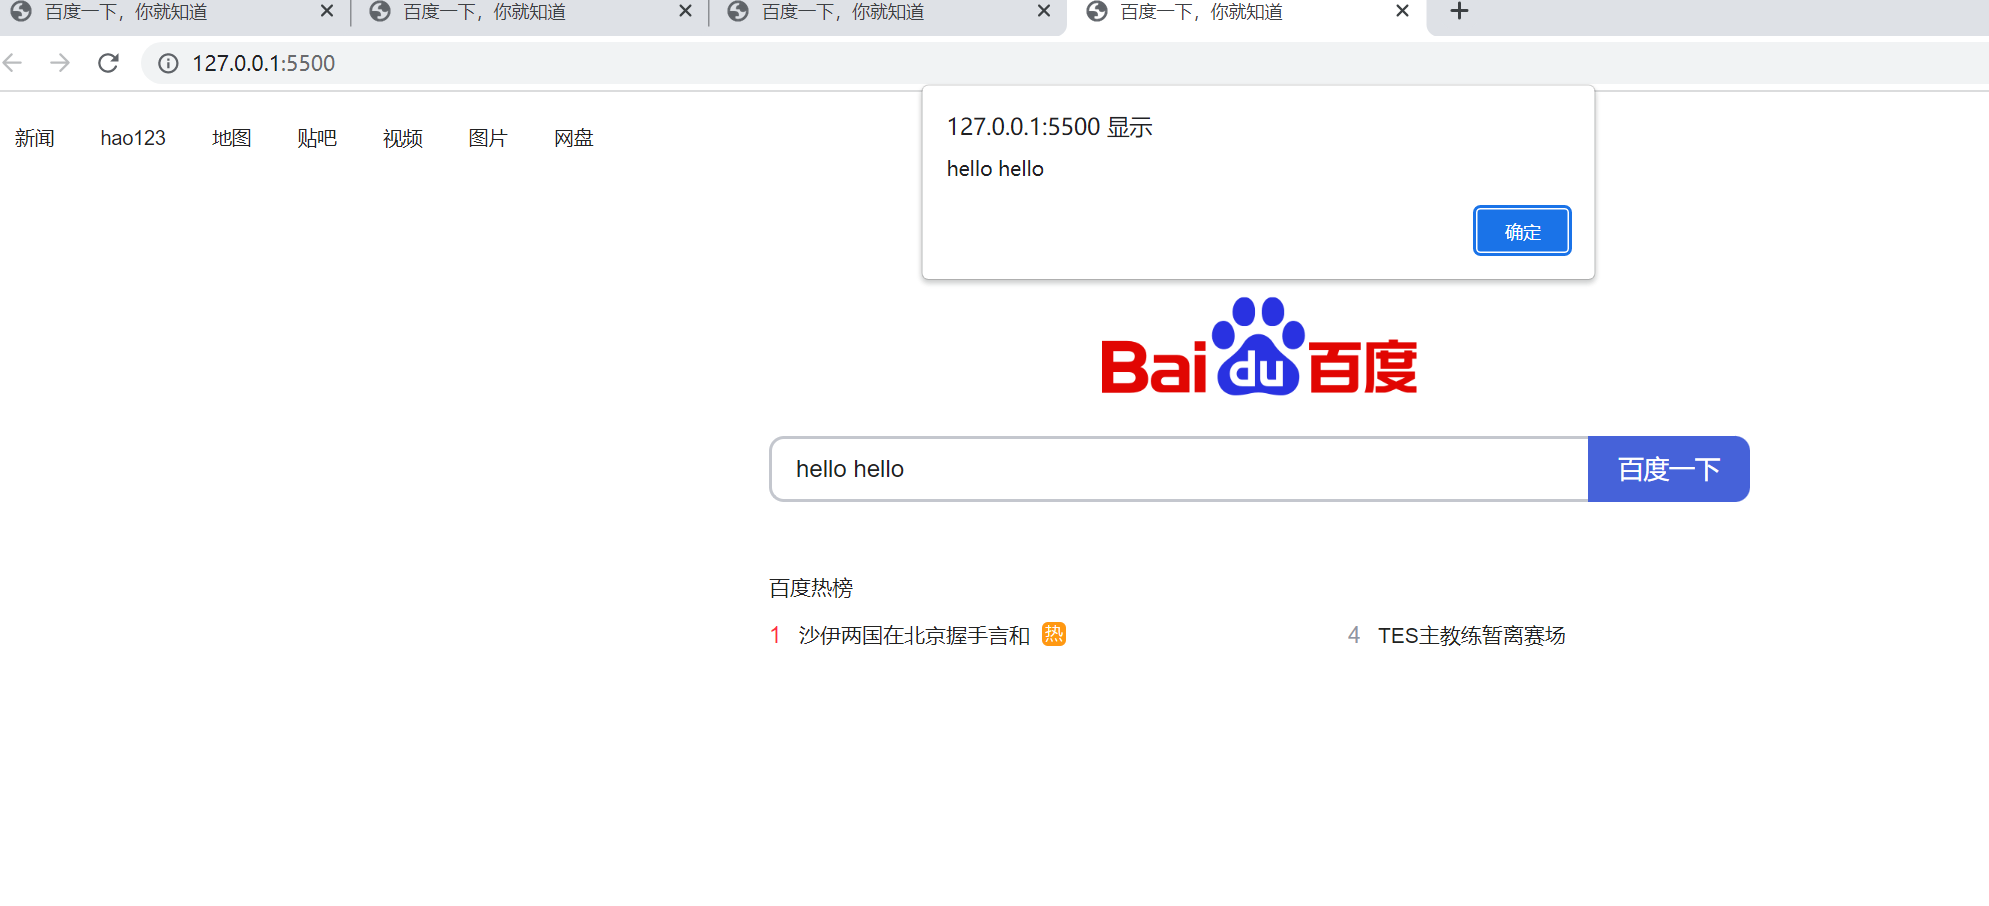 百度一下，你就知道 百度一下，你就知道 百度一下，你就知道 百度一下，你就知道
127.0.0.1:5500
新闻 hao123 地图 贴吧 视频 图片 网盘
127.0.0.1:5500 显示
hello hello
确定
Bai du 百度
hello hello 百度一下
百度热榜
1 沙伊两国在北京握手言和 热 4 TES主教练暂离赛场